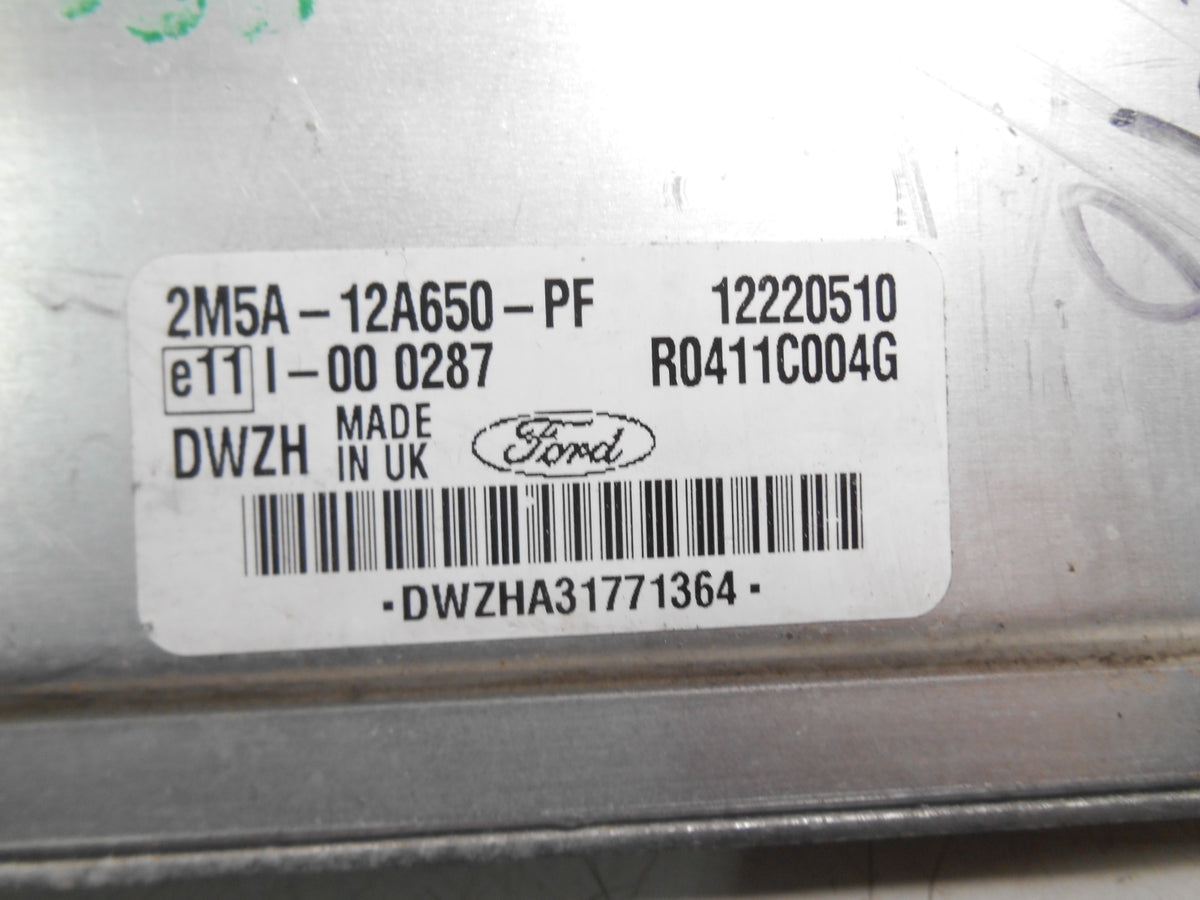 2M5A-12A650-PF 12220510
e11 I-00 0287 R0411C004G
DWZH MADE IN UK Ford
-DWZHA31771364-